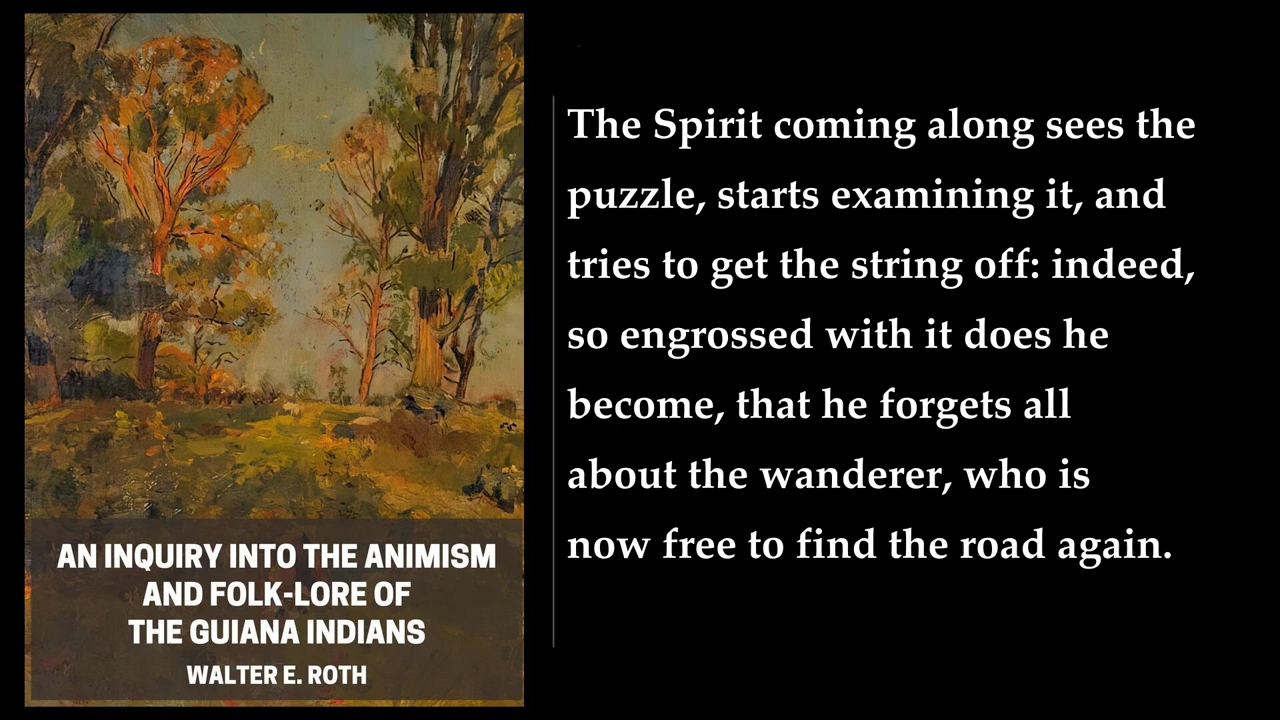 AN INQUIRY INTO THE ANIMISM
AND FOLK-LORE OF
THE GUIANA INDIANS
WALTER E. ROTH
The Spirit coming along sees the
puzzle, starts examining it, and
tries to get the string off: indeed,
so engrossed with it does he
become, that he forgets all
about the wanderer, who is
now free to find the road again.